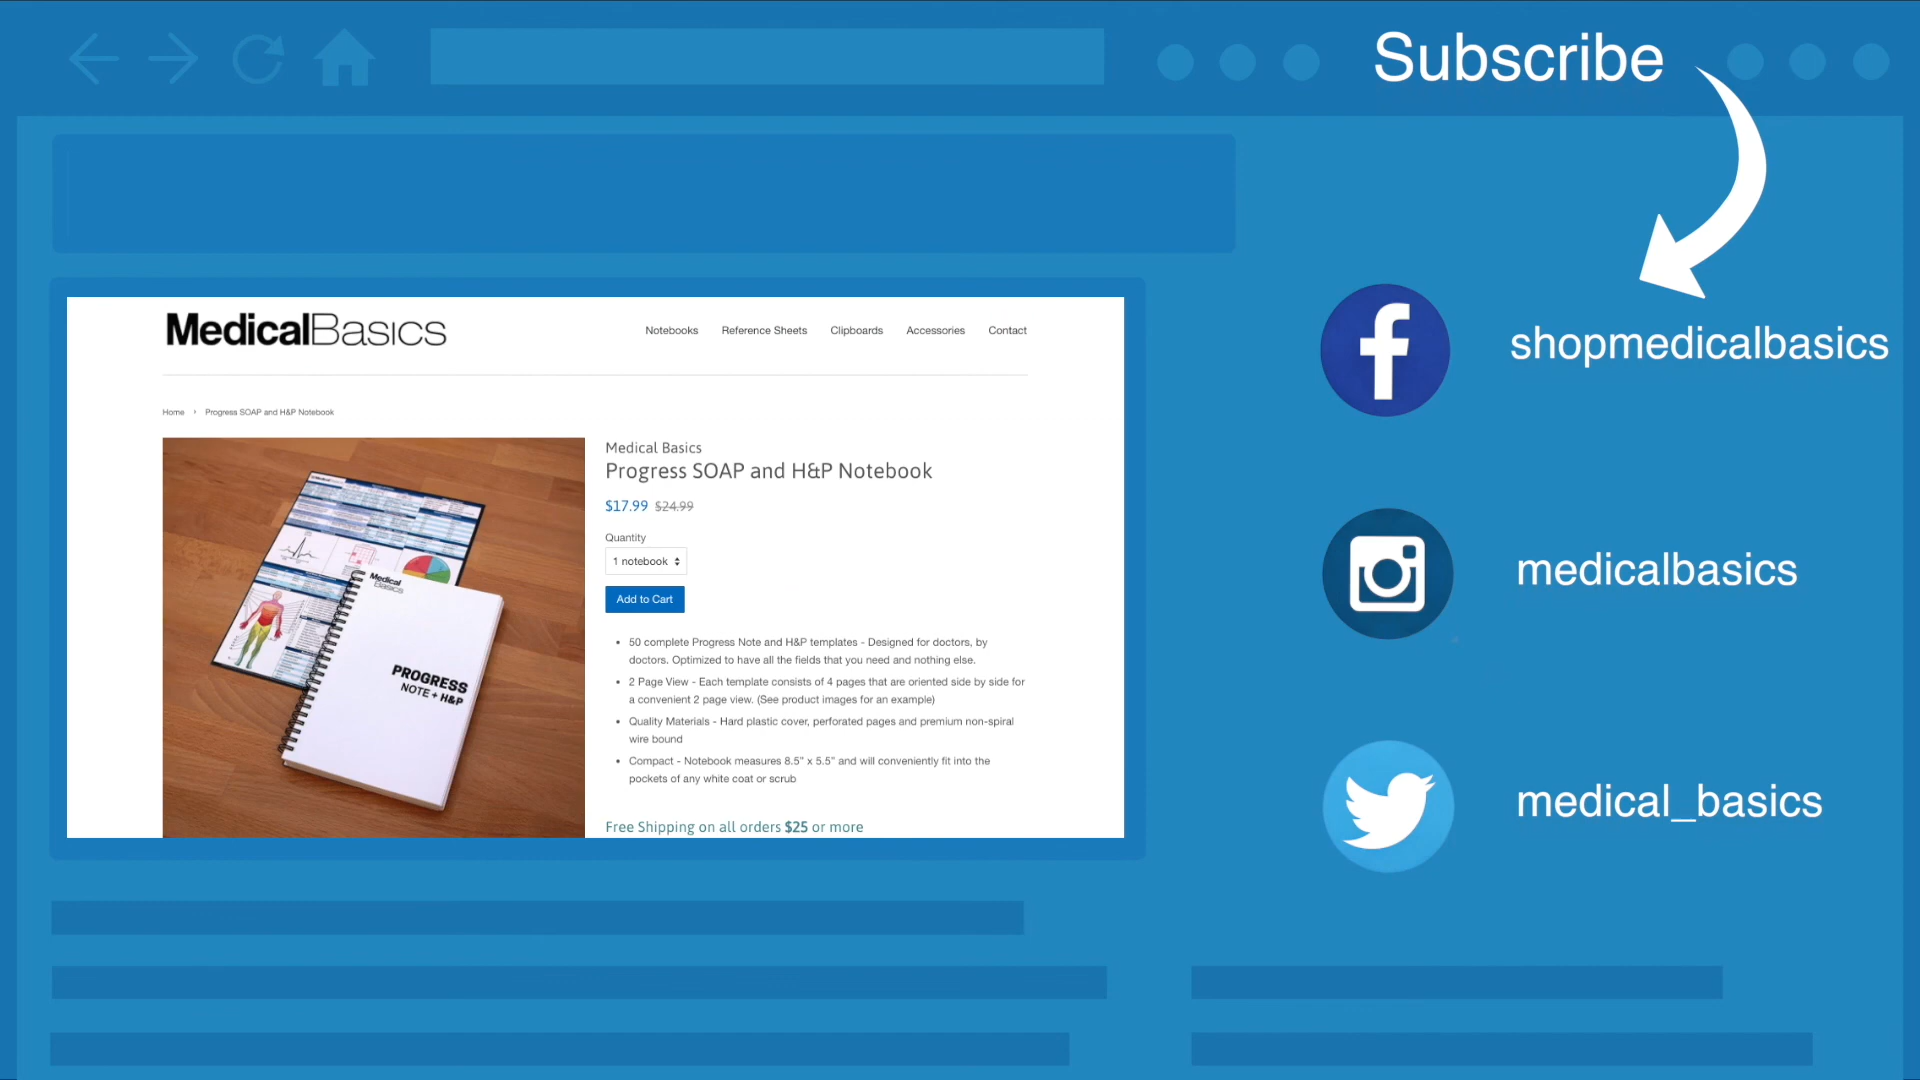 Subscribe
MedicalBasics
Notebooks Reference Sheets Clipboards Accessories Contact
Home › Progress SOAP and H&P Notebook
Medical Basics
PROGRESS
NOTE + H&P
Medical Basics
Progress SOAP and H&P Notebook
$17.99 $24.99
Quantity
1 notebook
Add to Cart
• 50 complete Progress Note and H&P templates - Designed for doctors, by
doctors. Optimized to have all the fields that you need and nothing else.
• 2 Page View - Each template consists of 4 pages that are oriented side by side for
a convenient 2 page view. (See product images for an example)
• Quality Materials - Hard plastic cover, perforated pages and premium non-spiral
wire bound
• Compact - Notebook measures 8.5" x 5.5" and will conveniently fit into the
pockets of any white coat or scrub
Free Shipping on all orders $25 or more
shopmedicalbasics
medicalbasics
medical_basics